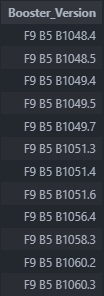 Booster_Version
F9 B5 B1048.4
F9 B5 B1048.5
F9 B5 B1049.4
F9 B5 B1049.5
F9 B5 B1049.7
F9 B5 B1051.3
F9 B5 B1051.4
F9 B5 B1051.6
F9 B5 B1056.4
F9 B5 B1058.3
F9 B5 B1060.2
F9 B5 B1060.3